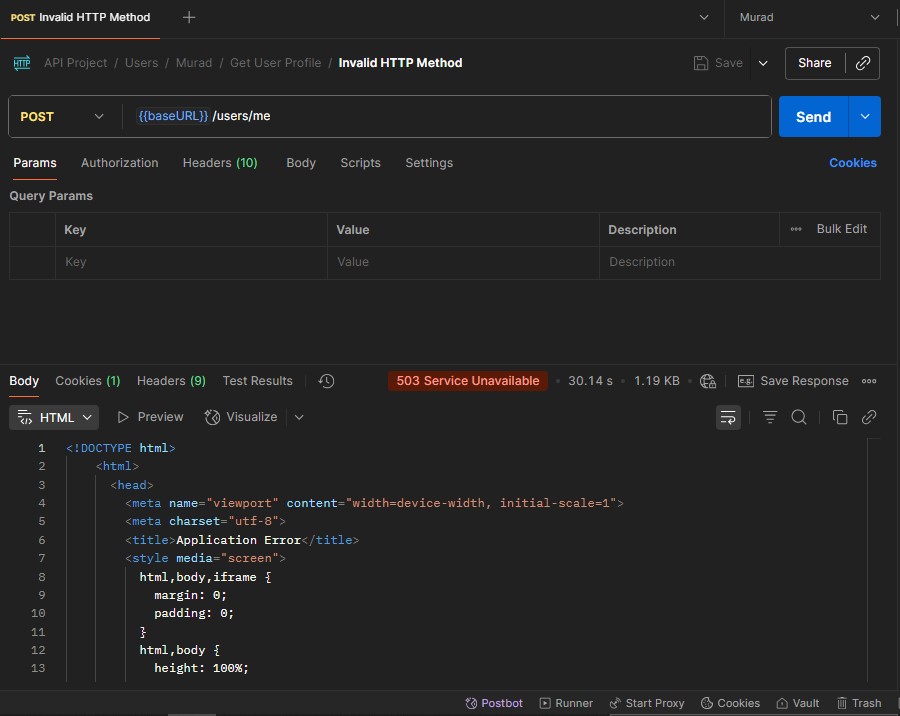 POST Invalid HTTP Method
Murad
HTTP API Project / Users / Murad / Get User Profile / Invalid HTTP Method
Save
Share
POST
{{baseURL}} /users/me
Send
Params Authorization Headers (10) Body Scripts Settings
Cookies
Query Params
Key Value Description Bulk Edit
Key Value Description
Body Cookies (1) Headers (9) Test Results
503 Service Unavailable • 30.14 s • 1.19 KB • e.g. Save Response
HTML Preview Visualize
1 <!DOCTYPE html>
2 <html>
3 <head>
4 <meta name="viewport" content="width=device-width, initial-scale=1">
5 <meta charset="utf-8">
6 <title>Application Error</title>
7 <style media="screen">
8 html,body,iframe {
9 margin: 0;
10 padding: 0;
11 }
12 html,body {
13 height: 100%;
Postbot Runner Start Proxy Cookies Vault Trash